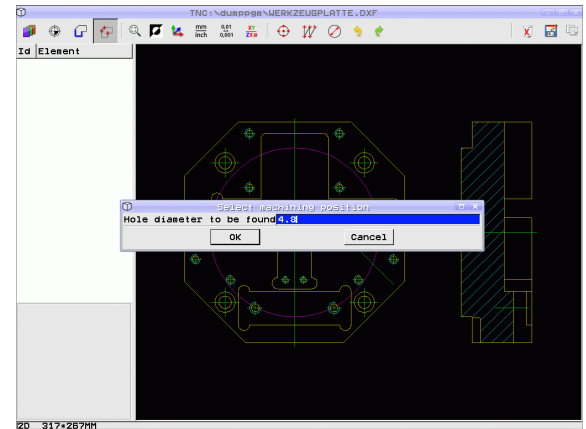 TNC:\dumppgm\WERKZEUGPLATTE.DXF
mm 0,01 XY
inch 0,001 ZXØ
Id Element
Select machining position
Hole diameter to be found 4.8
OK Cancel
2D 317*267MM